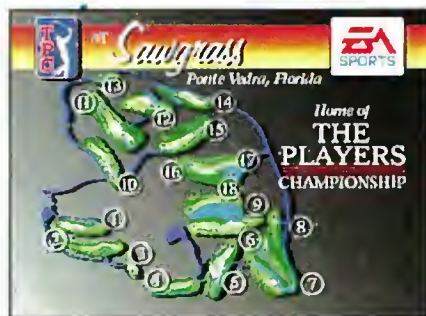 TPC
AT
Sawgrass
EA
SPORTS
Ponte Vedra, Florida
Home of
THE
PLAYERS
CHAMPIONSHIP
13
11
14
12
15
17
16
10
18
9
1
8
2
6
3
4
5
7